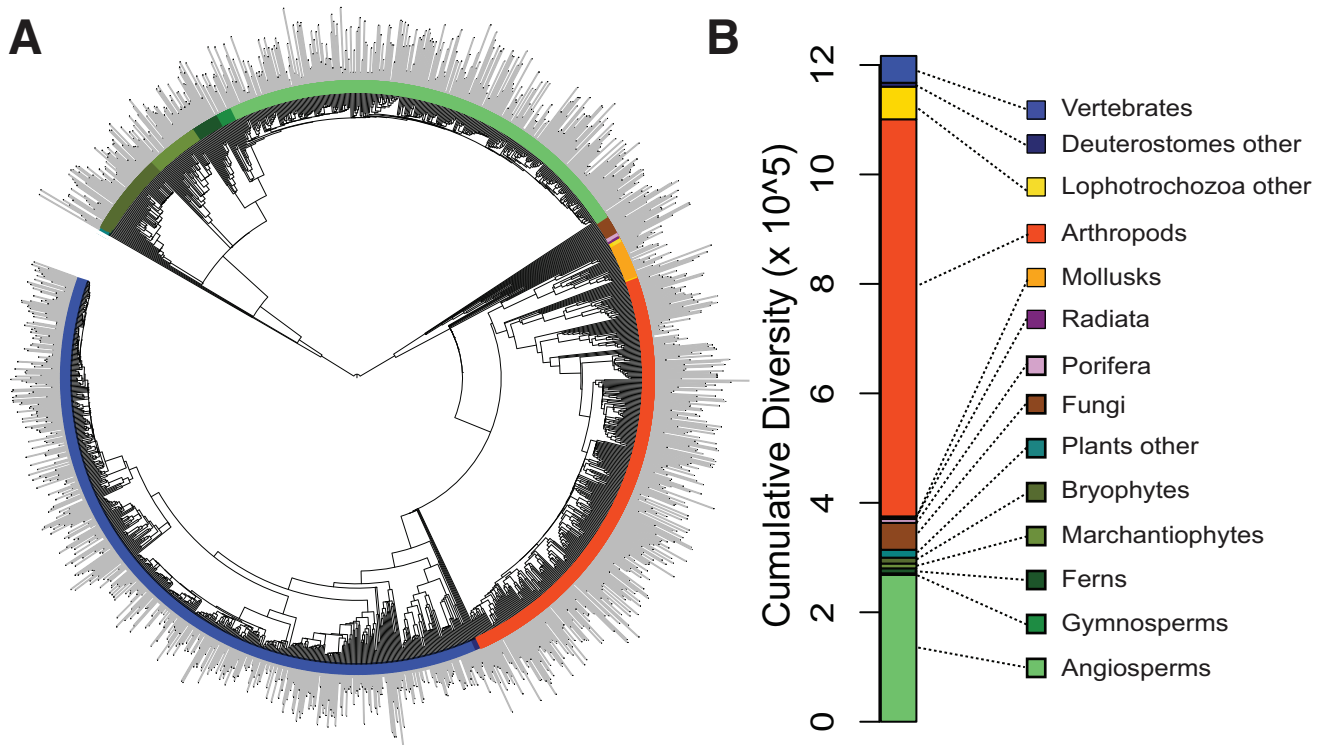 A
B
Cumulative Diversity (x 10^5)
12
10
8
6
4
2
0
Vertebrates
Deuterostomes other
Lophotrochozoa other
Arthropods
Mollusks
Radiata
Porifera
Fungi
Plants other
Bryophytes
Marchantiophytes
Ferns
Gymnosperms
Angiosperms